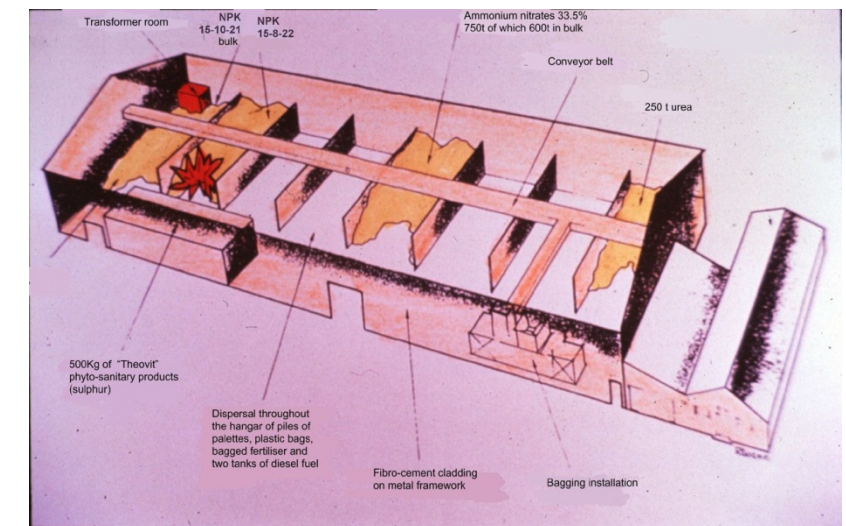 Transformer room
NPK
15-10-21
bulk
NPK
15-8-22
Ammonium nitrates 33.5%
750t of which 600t in bulk
Conveyor belt
250 t urea
500Kg of "Theovit"
phyto-sanitary products
(sulphur)
Dispersal throughout
the hangar of piles of
palettes, plastic bags,
bagged fertiliser and
two tanks of diesel fuel
Fibro-cement cladding
on metal framework
Bagging installation